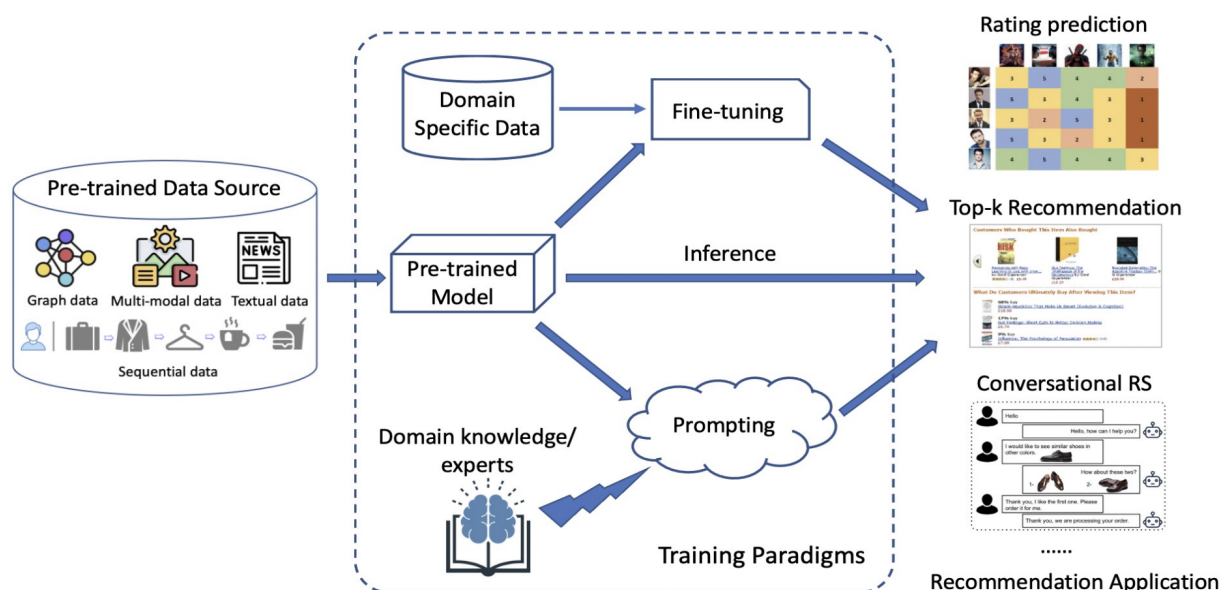 Pre-trained Data Source
NEWS
Graph data
Multi-modal data
Textual data
Sequential data
Domain
Specific Data
Fine-tuning
Pre-trained
Model
Inference
Prompting
Domain knowledge/
experts
Training Paradigms
Rating prediction
3 5 4 4 2
5 3 4 3 1
3 2 5 3 1
5 3 2 3 1
4 5 4 4 3
Top-k Recommendation
Customers Who Bought This Item Also Bought
What Do Customers Ultimately Buy After Viewing This Item?
Conversational RS
Hello
Hello, how can I help you?
I would like to see similar shoes in
other colors.
How about these two?
1-
2-
Thank you, I like the first one. Please
order it for me.
Thank you, we are processing your order.
......
Recommendation Application